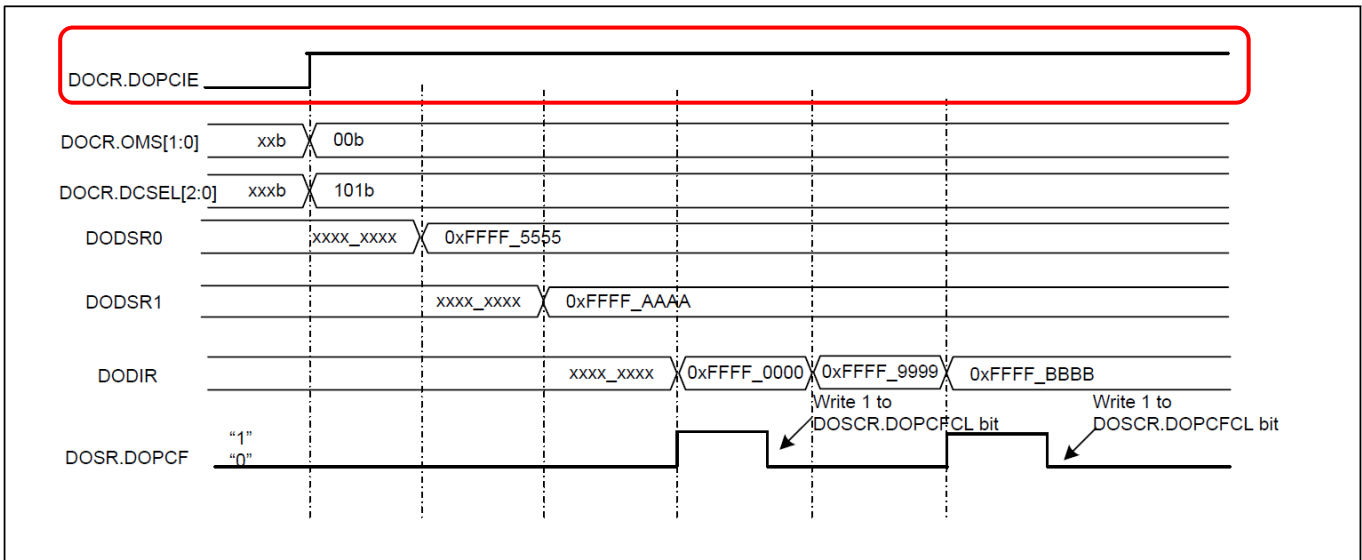 DOCR.DOPCIE
DOCR.OMS[1:0] xxb 00b
DOCR.DCSEL[2:0] xxxb 101b
DODSR0 xxxx_xxxx 0xFFFF_5555
DODSR1 xxxx_xxxx 0xFFFF_AAAA
DODIR xxxx_xxxx 0xFFFF_0000 0xFFFF_9999 0xFFFF_BBBB
Write 1 to
DOSCR.DOPCFCL bit
Write 1 to
DOSCR.DOPCFCL bit
“1”
DOSR.DOPCF “0”